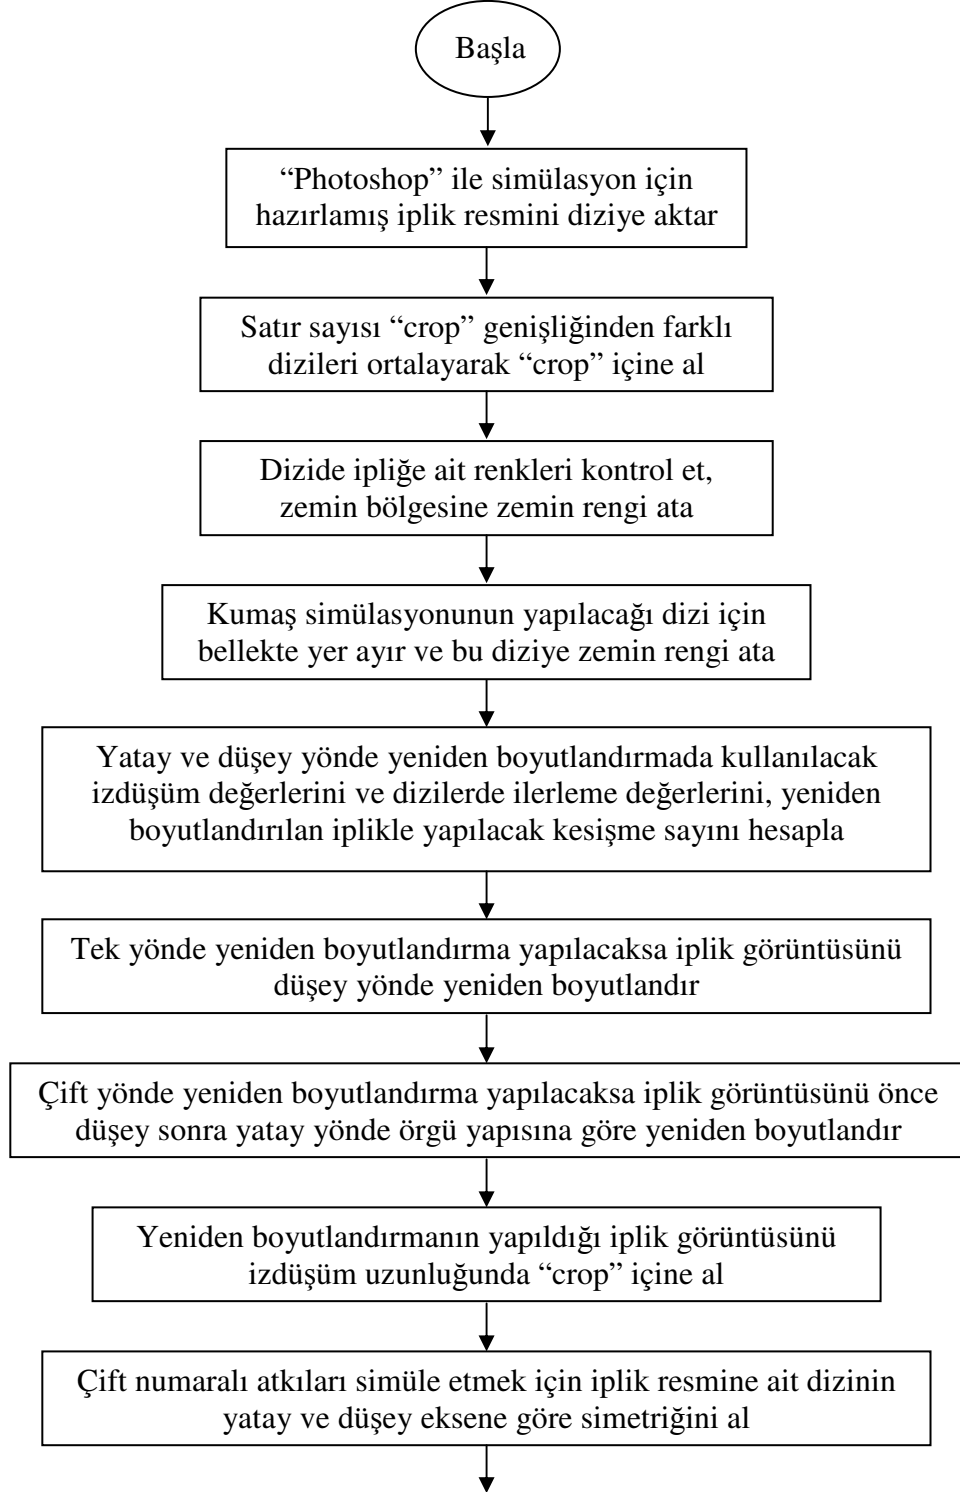 Başla
“Photoshop” ile simülasyon için
hazırlamış iplik resmini diziye aktar
Satır sayısı “crop” genişliğinden farklı
dizileri ortalayarak “crop” içine al
Dizide ipliğe ait renkleri kontrol et,
zemin bölgesine zemin rengi ata
Kumaş simülasyonunun yapılacağı dizi için
bellekte yer ayır ve bu diziye zemin rengi ata
Yatay ve düşey yönde yeniden boyutlandırmada kullanılacak
izdüşüm değerlerini ve dizilerde ilerleme değerlerini, yeniden
boyutlandırılan iplikle yapılacak kesişme sayını hesapla
Tek yönde yeniden boyutlandırma yapılacaksa iplik görüntüsünü
düşey yönde yeniden boyutlandır
Çift yönde yeniden boyutlandırma yapılacaksa iplik görüntüsünü önce
düşey sonra yatay yönde örgü yapısına göre yeniden boyutlandır
Yeniden boyutlandırmanın yapıldığı iplik görüntüsünü
izdüşüm uzunluğunda “crop” içine al
Çift numaralı atkıları simüle etmek için iplik resmine ait dizinin
yatay ve düşey eksene göre simetriğini al